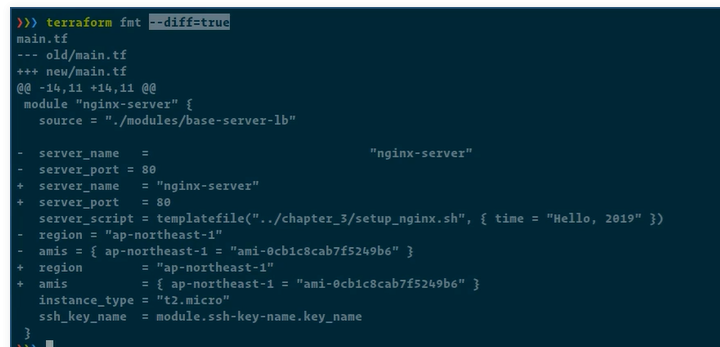 ❯❯❯ terraform fmt --diff=true
main.tf
--- old/main.tf
+++ new/main.tf
@@ -14,11 +14,11 @@
 module "nginx-server" {
   source = "./modules/base-server-lb"

-  server_name   =                               "nginx-server"
-  server_port = 80
+  server_name   = "nginx-server"
+  server_port   = 80
   server_script = templatefile("../chapter_3/setup_nginx.sh", { time = "Hello, 2019" })
-  region = "ap-northeast-1"
-  amis = { ap-northeast-1 = "ami-0cb1c8cab7f5249b6" }
+  region        = "ap-northeast-1"
+  amis          = { ap-northeast-1 = "ami-0cb1c8cab7f5249b6" }
   instance_type = "t2.micro"
   ssh_key_name  = module.ssh-key-name.key_name
 }
❯❯❯